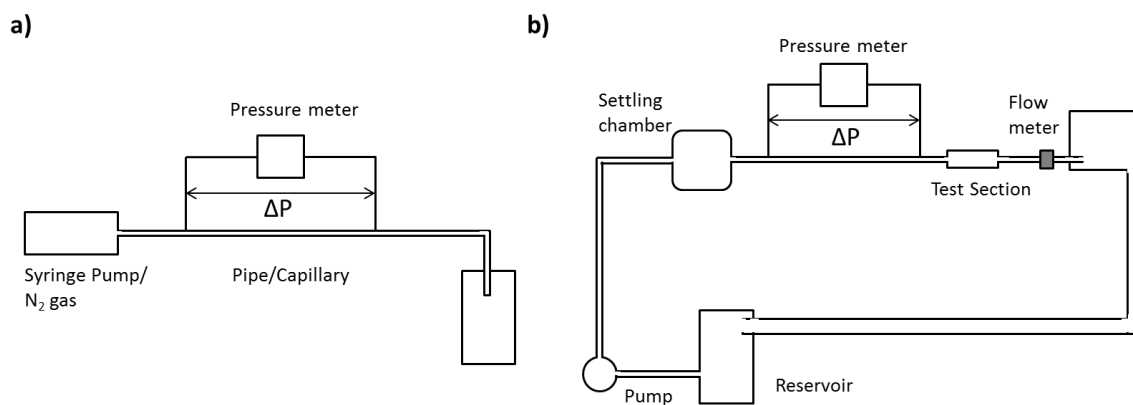 a)
Pressure meter
ΔP
Syringe Pump/
N₂ gas
Pipe/Capillary
b)
Pressure meter
Settling
chamber
ΔP
Flow
meter
Test Section
Pump
Reservoir